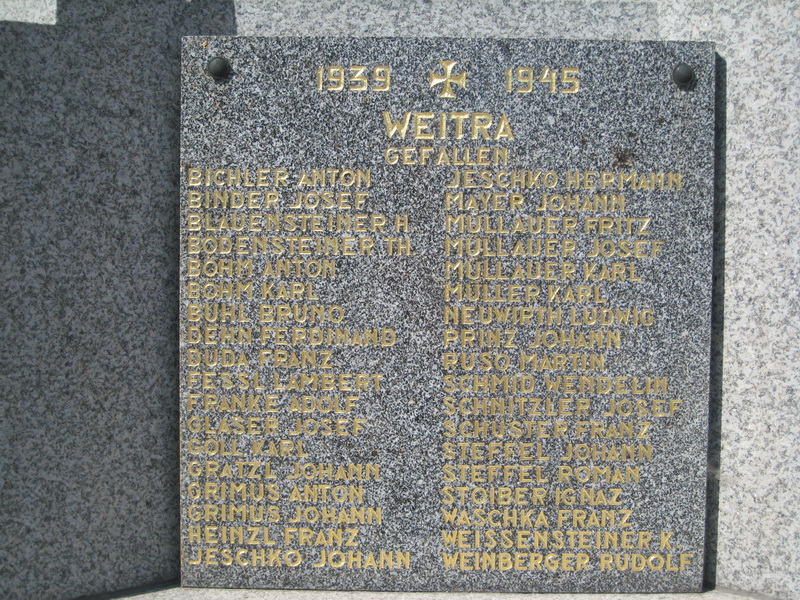 1939 1945
WEITRA
GEFALLEN
BICHLER ANTON
BINDER JOSEF
BLAUENSTEINER H.
BODENSTEINER TH.
BÖHM ANTON
BÖHM KARL
BUHL BRUNO
DENN FERDINAND
DUDA FRANZ
FESSL LAMBERT
FRANKE ADOLF
GLASER JOSEF
GÖLL KARL
GRATZL JOHANN
GRIMUS ANTON
GRIMUS JOHANN
HEINZL FRANZ
JESCHKO JOHANN
JESCHKO HERMANN
MAYER JOHANN
MÜLLAUER FRITZ
MÜLLAUER JOSEF
MÜLLAUER KARL
MÜLLER KARL
NEUWIRTH LUDWIG
PRINZ JOHANN
RUSO MARTIN
SCHMID WENDELIN
SCHNITZLER JOSEF
SCHUSTER FRANZ
STEFFEL JOHANN
STEFFEL ROMAN
STOIBER IGNAZ
WASCHKA FRANZ
WEISSENSTEINER K.
WEINBERGER RUDOLF